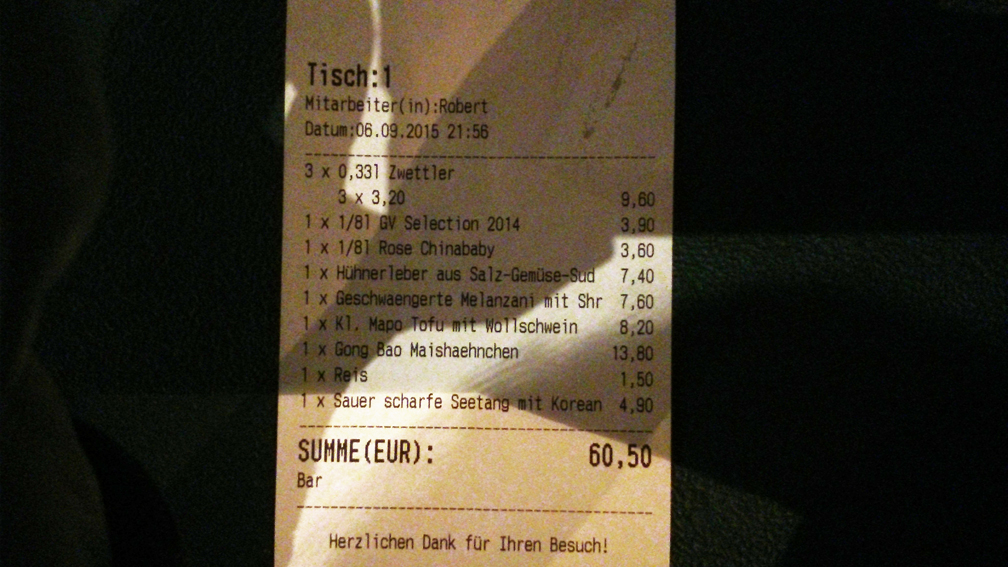 Tisch:1
Mitarbeiter(in):Robert
Datum:06.09.2015 21:56
3 x 0,33l Zwettler
3 x 3,20 9,60
1 x 1/8l GV Selection 2014 3,90
1 x 1/8l Rose Chinababy 3,60
1 x Hühnerleber aus Salz-Gemüse-Sud 7,40
1 x Geschwaengerte Melanzani mit Shr 7,60
1 x Kl. Mapo Tofu mit Wollschwein 8,20
1 x Gong Bao Maishaehnchen 13,80
1 x Reis 1,50
1 x Sauer scharfe Seetang mit Korean 4,90
SUMME(EUR): 60,50
Bar
Herzlichen Dank für Ihren Besuch!